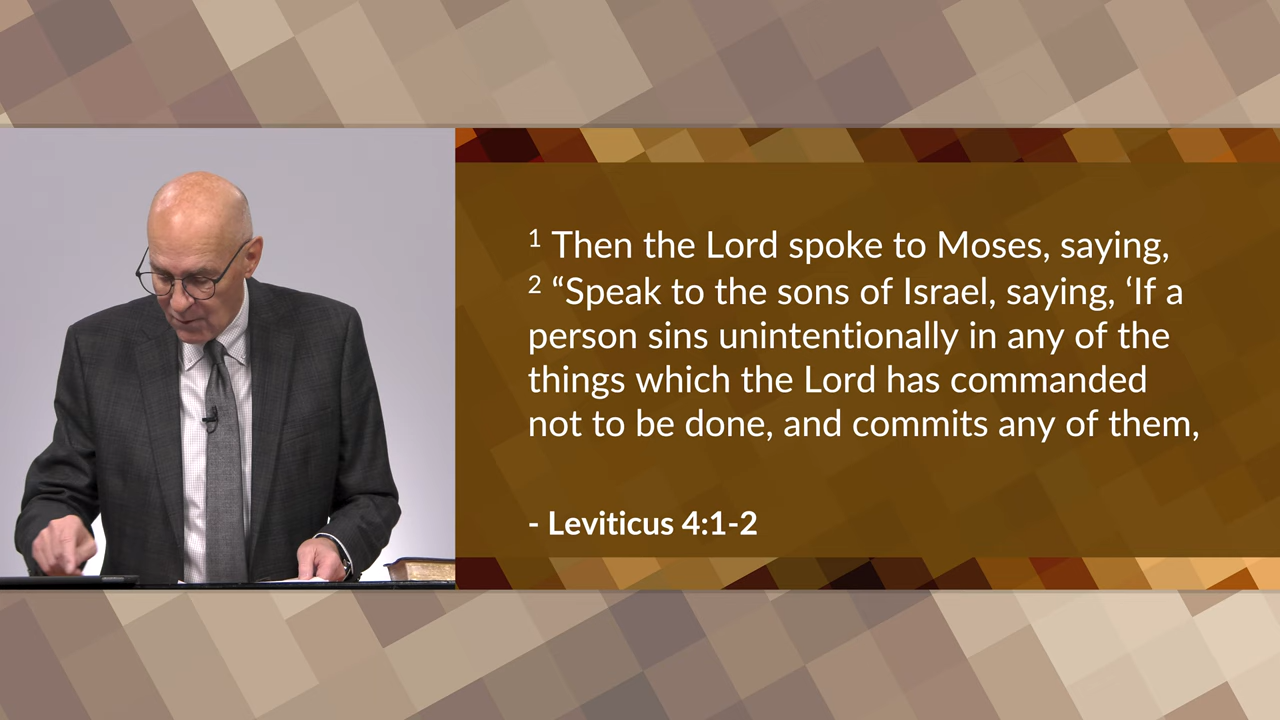 1 Then the Lord spoke to Moses, saying,
2 “Speak to the sons of Israel, saying, ‘If a
person sins unintentionally in any of the
things which the Lord has commanded
not to be done, and commits any of them,
- Leviticus 4:1-2